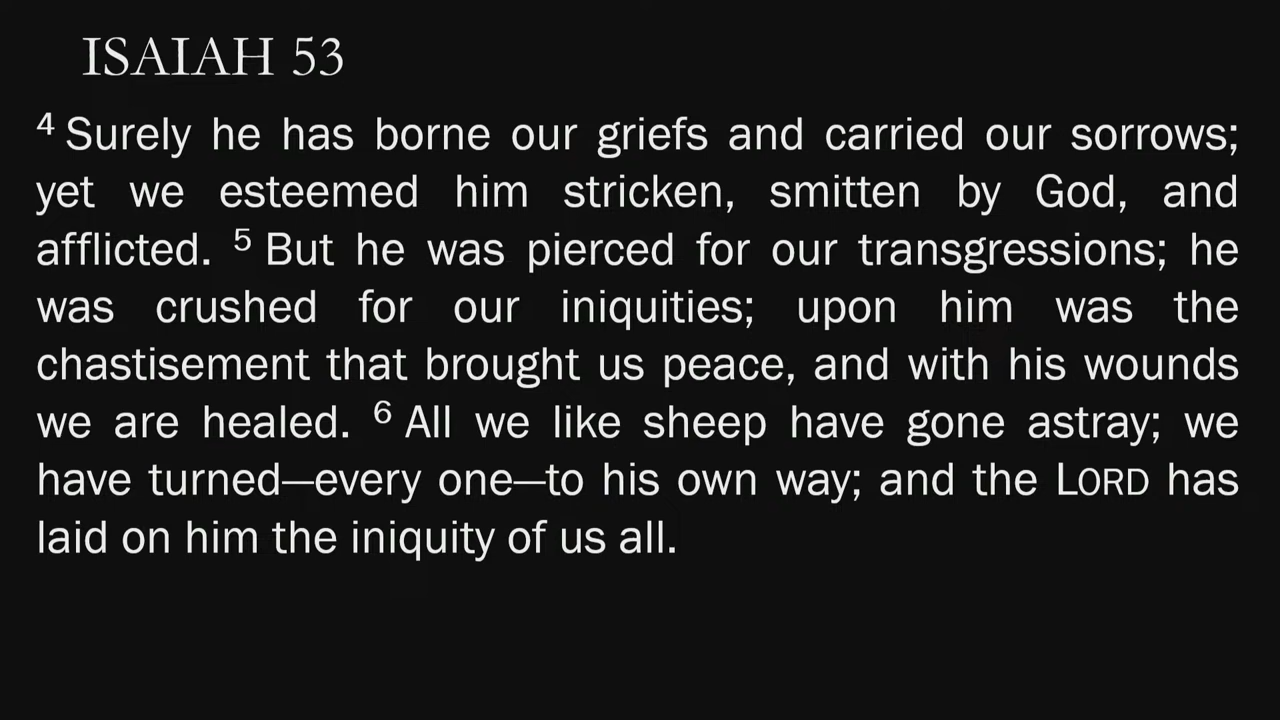 ISAIAH 53
4 Surely he has borne our griefs and carried our sorrows;
yet we esteemed him stricken, smitten by God, and
afflicted. 5 But he was pierced for our transgressions; he
was crushed for our iniquities; upon him was the
chastisement that brought us peace, and with his wounds
we are healed. 6 All we like sheep have gone astray; we
have turned—every one—to his own way; and the LORD has
laid on him the iniquity of us all.